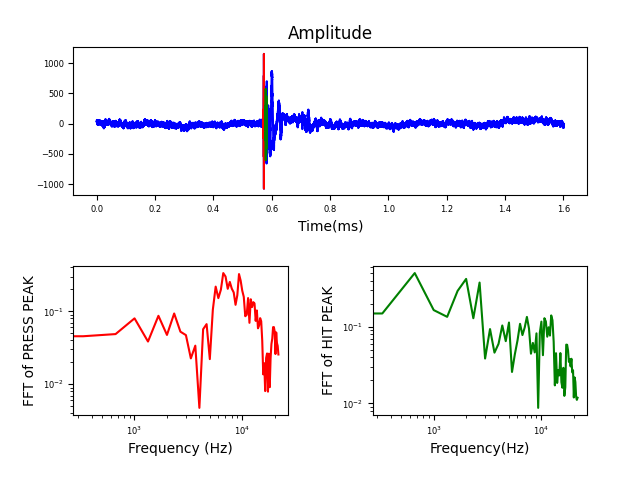 Amplitude
1000
500
0
−500
−1000
0.0 0.2 0.4 0.6 0.8 1.0 1.2 1.4 1.6
Time(ms)
FFT of PRESS PEAK
10⁻¹
10⁻²
10³ 10⁴
Frequency (Hz)
FFT of HIT PEAK
10⁻¹
10⁻²
10³ 10⁴
Frequency(Hz)